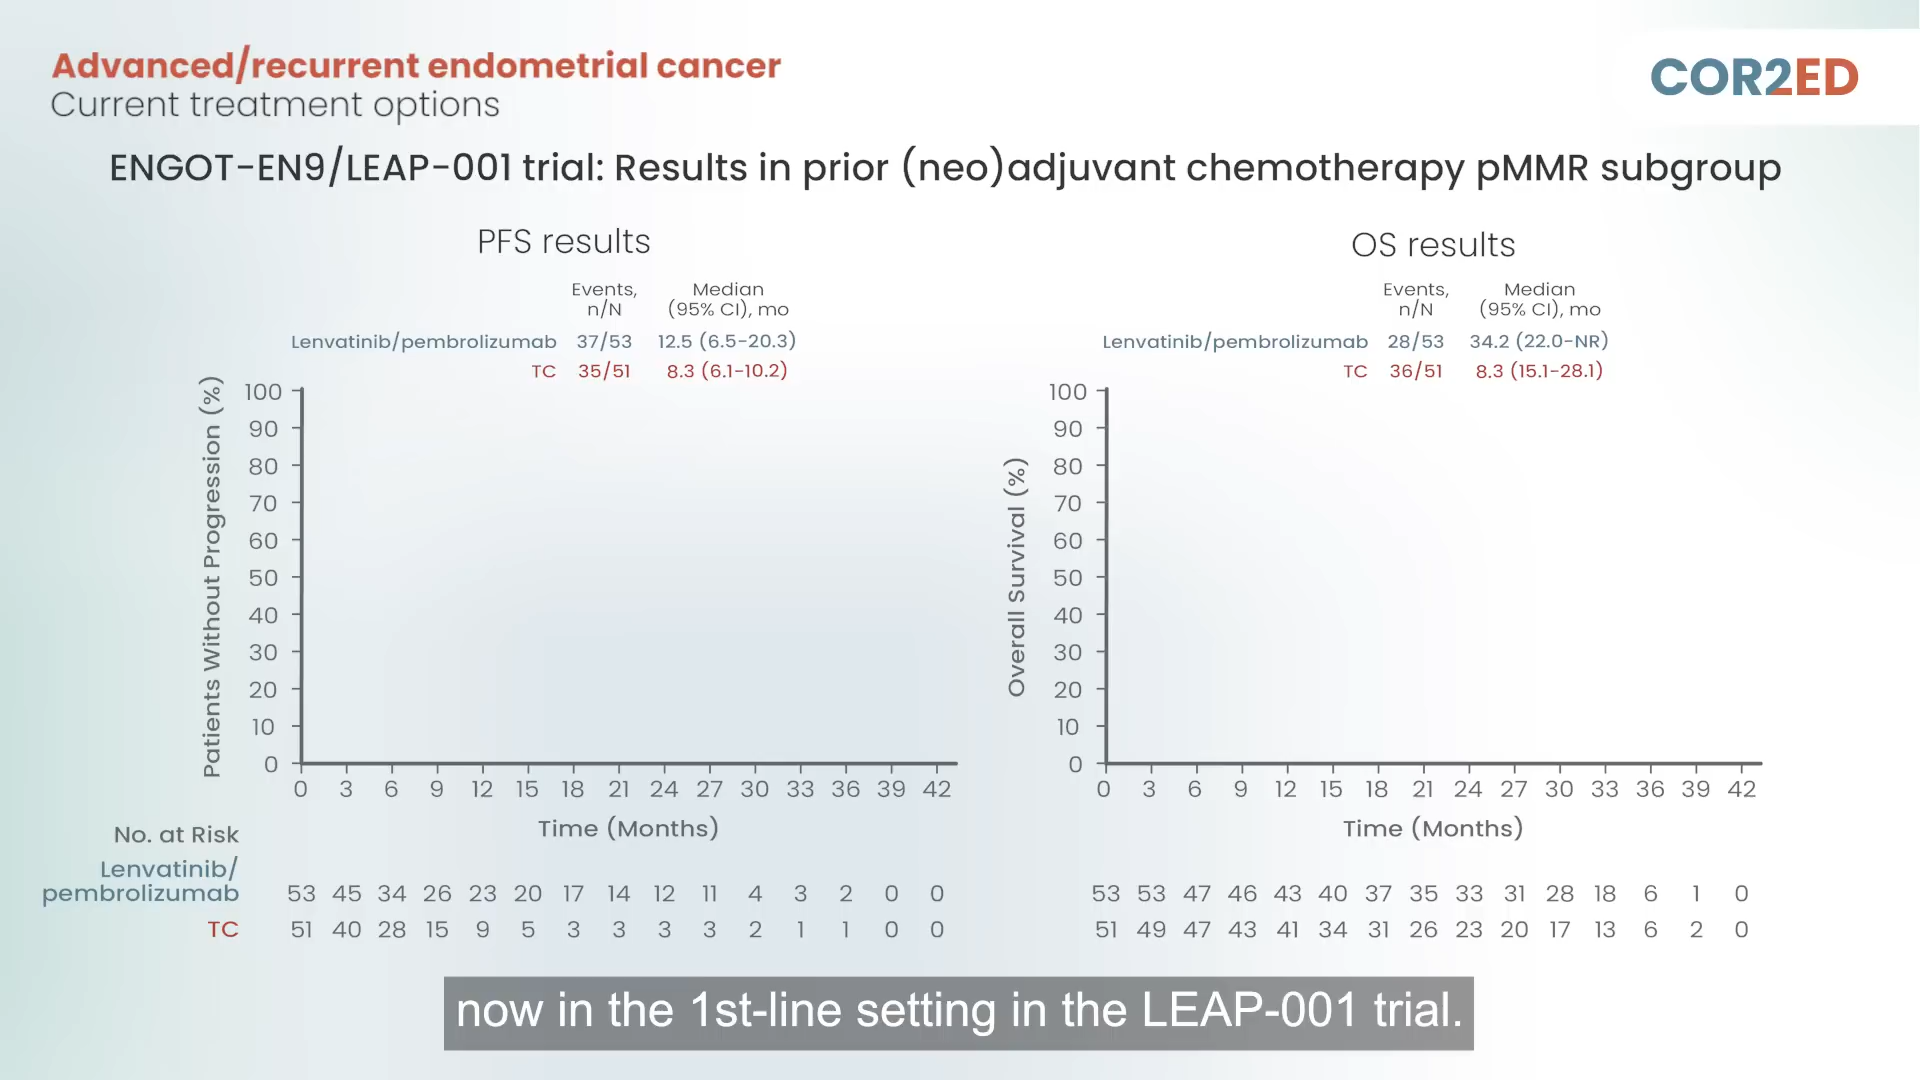 Advanced/recurrent endometrial cancer
Current treatment options
COR2ED
ENGOT-EN9/LEAP-001 trial: Results in prior (neo)adjuvant chemotherapy pMMR subgroup
PFS results
Events, n/N
Median (95% CI), mo
Lenvatinib/pembrolizumab 37/53 12.5 (6.5-20.3)
TC 35/51 8.3 (6.1-10.2)
Patients Without Progression (%)
100
90
80
70
60
50
40
30
20
10
0
0 3 6 9 12 15 18 21 24 27 30 33 36 39 42
Time (Months)
OS results
Events, n/N
Median (95% CI), mo
Lenvatinib/pembrolizumab 28/53 34.2 (22.0-NR)
TC 36/51 8.3 (15.1-28.1)
Overall Survival (%)
100
90
80
70
60
50
40
30
20
10
0
0 3 6 9 12 15 18 21 24 27 30 33 36 39 42
Time (Months)
No. at Risk
Lenvatinib/
pembrolizumab 53 45 34 26 23 20 17 14 12 11 4 3 2 0 0
TC 51 40 28 15 9 5 3 3 3 3 2 1 1 0 0
53 53 47 46 43 40 37 35 33 31 28 18 6 1 0
51 49 47 43 41 34 31 26 23 20 17 13 6 2 0
now in the 1st-line setting in the LEAP-001 trial.